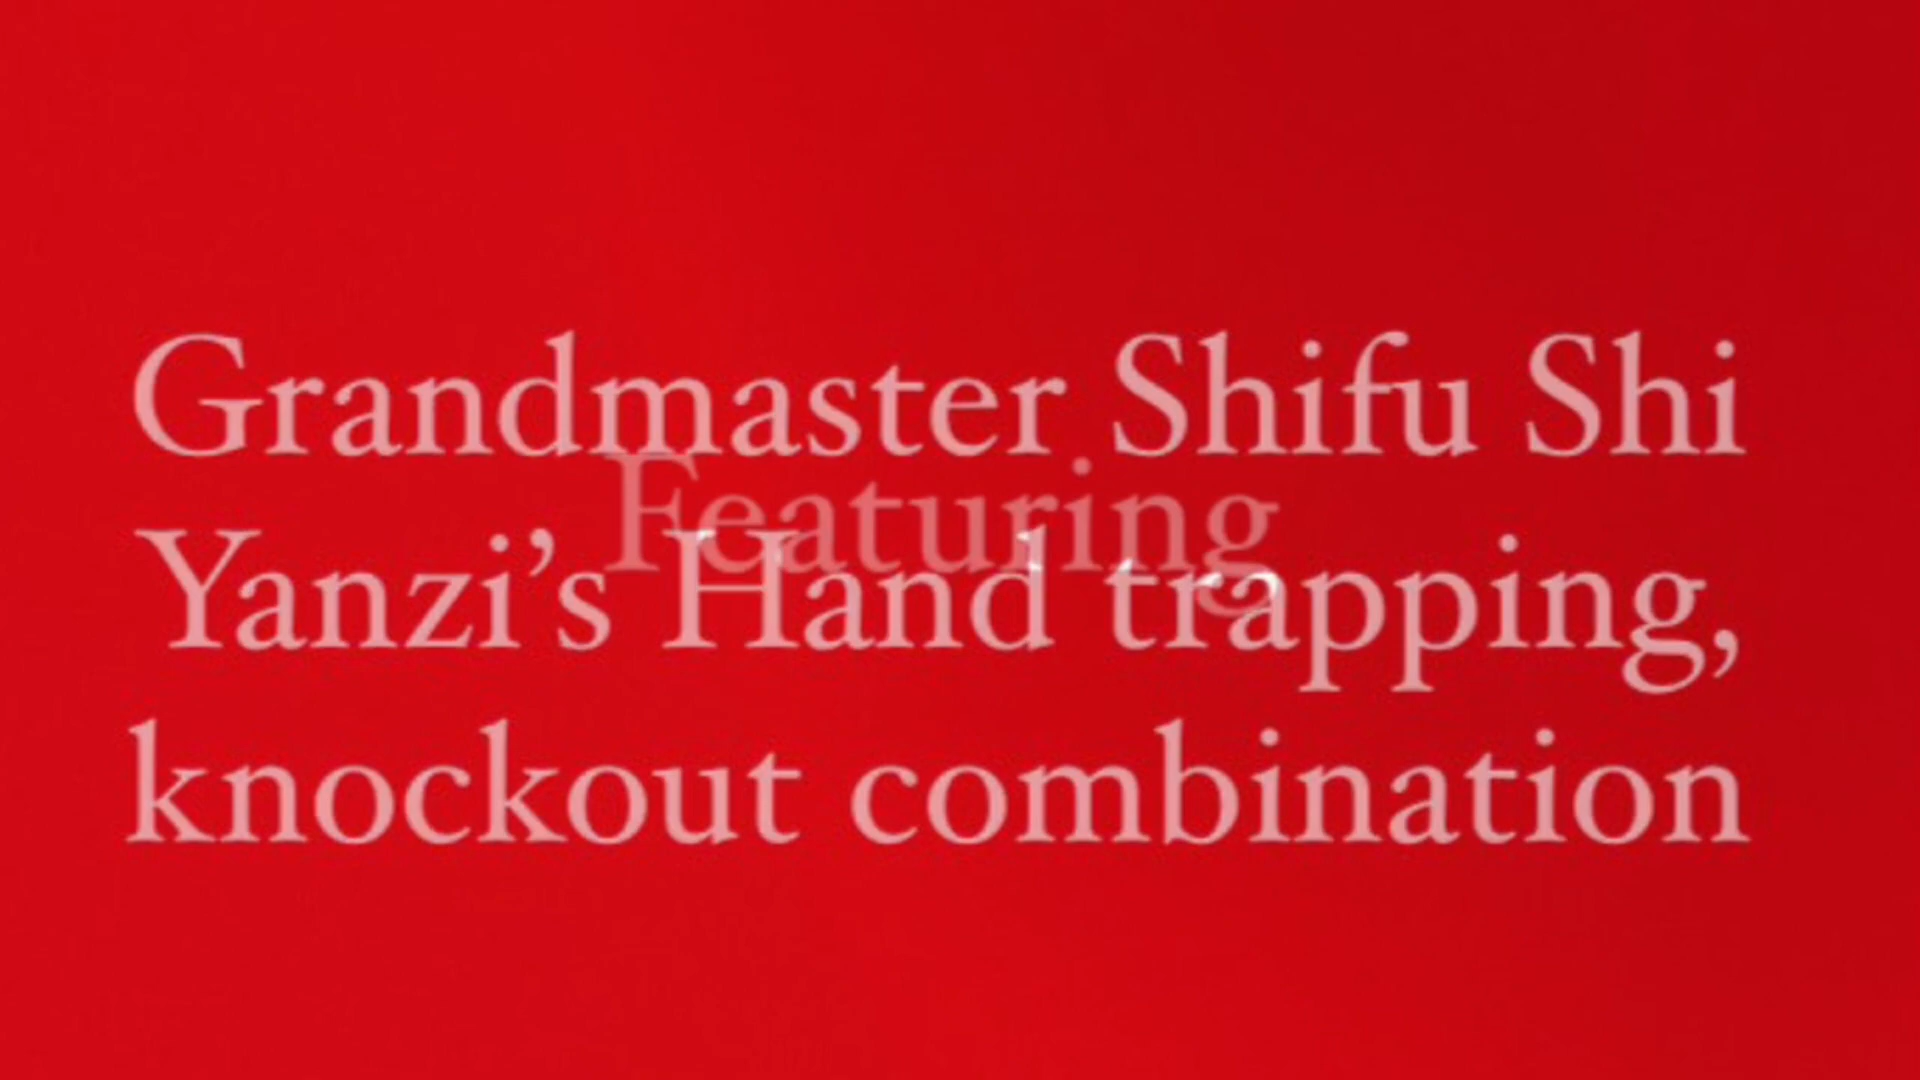 Grandmaster Shifu Shi
Featuring
Yanzi’s Hand trapping,
knockout combination